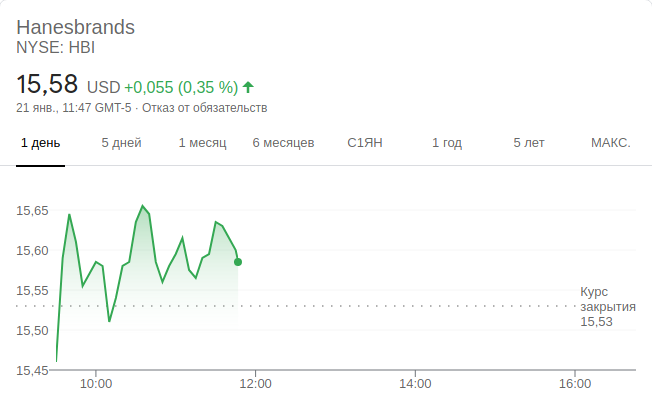 Hanesbrands
NYSE: HBI
15,58 USD +0,055 (0,35 %)
21 янв., 11:47 GMT-5 · Отказ от обязательств
1 день 5 дней 1 месяц 6 месяцев С1ЯН 1 год 5 лет МАКС.
15,65
15,60
15,55
Курс
закрытия
15,53
15,50
15,45
10:00 12:00 14:00 16:00